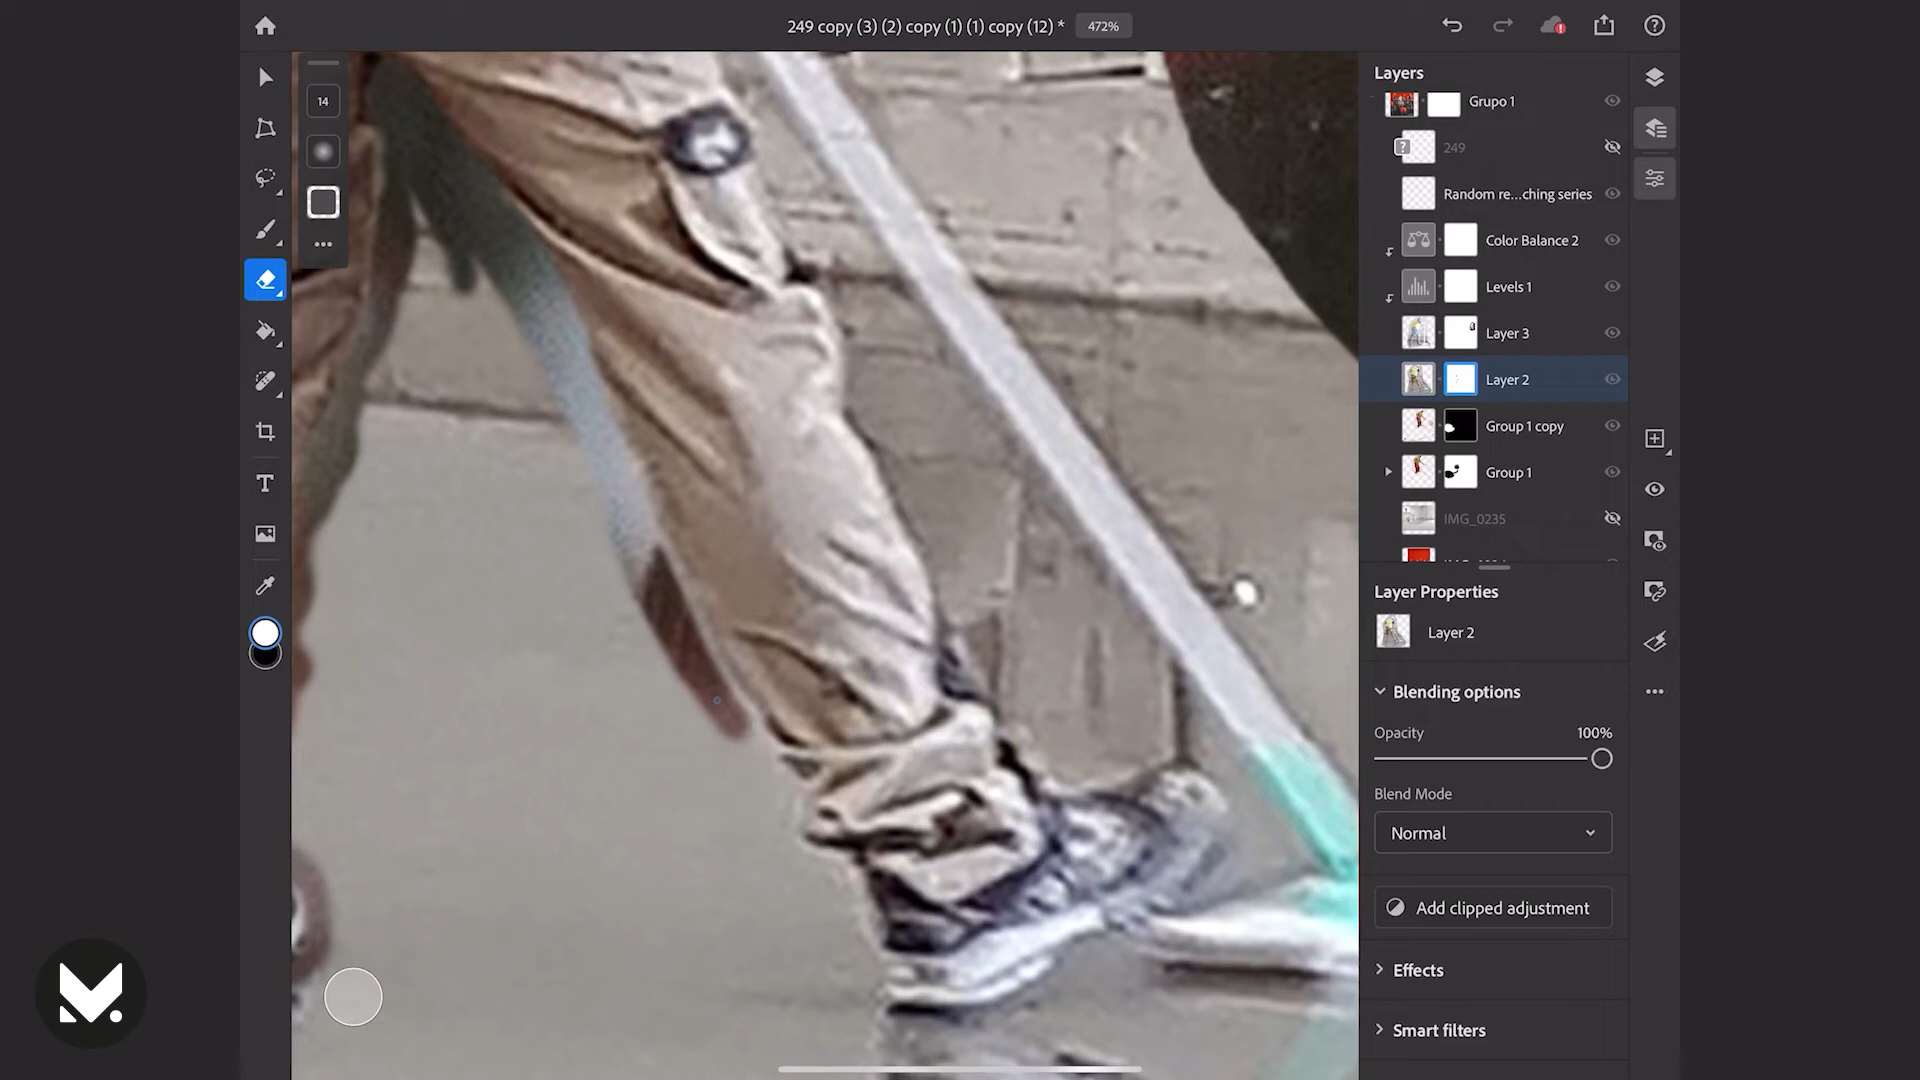 249 copy (3) (2) copy (1) (1) copy (12) *
472%
14
Layers
Grupo 1
249
Random re...ching series
Color Balance 2
Levels 1
Layer 3
Layer 2
Group 1 copy
Group 1
IMG_0235
Layer Properties
Layer 2
Blending options
Opacity
100%
Blend Mode
Normal
Add clipped adjustment
Effects
Smart filters